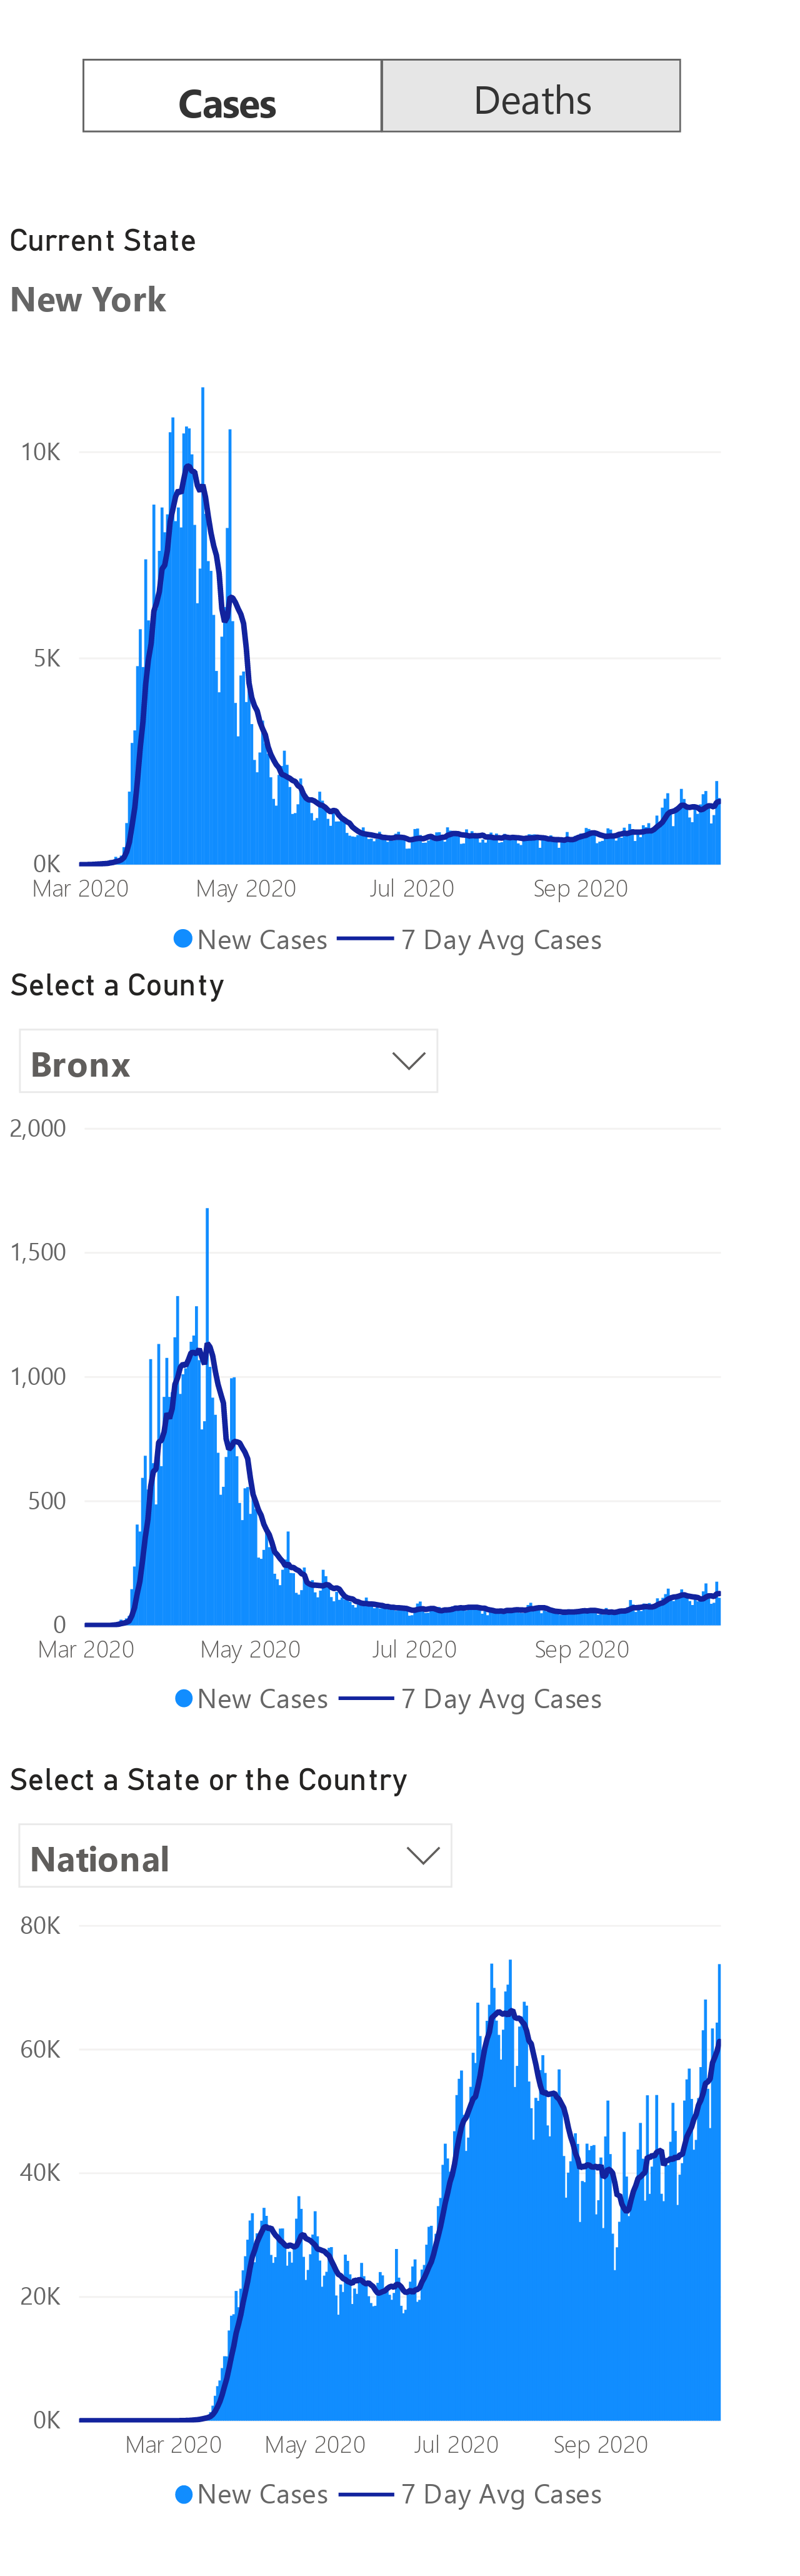 Cases Deaths
Current State
New York
10K
5K
0K
Mar 2020 May 2020 Jul 2020 Sep 2020
New Cases 7 Day Avg Cases
Select a County
Bronx
2,000
1,500
1,000
500
0
Mar 2020 May 2020 Jul 2020 Sep 2020
New Cases 7 Day Avg Cases
Select a State or the Country
National
80K
60K
40K
20K
0K
Mar 2020 May 2020 Jul 2020 Sep 2020
New Cases 7 Day Avg Cases